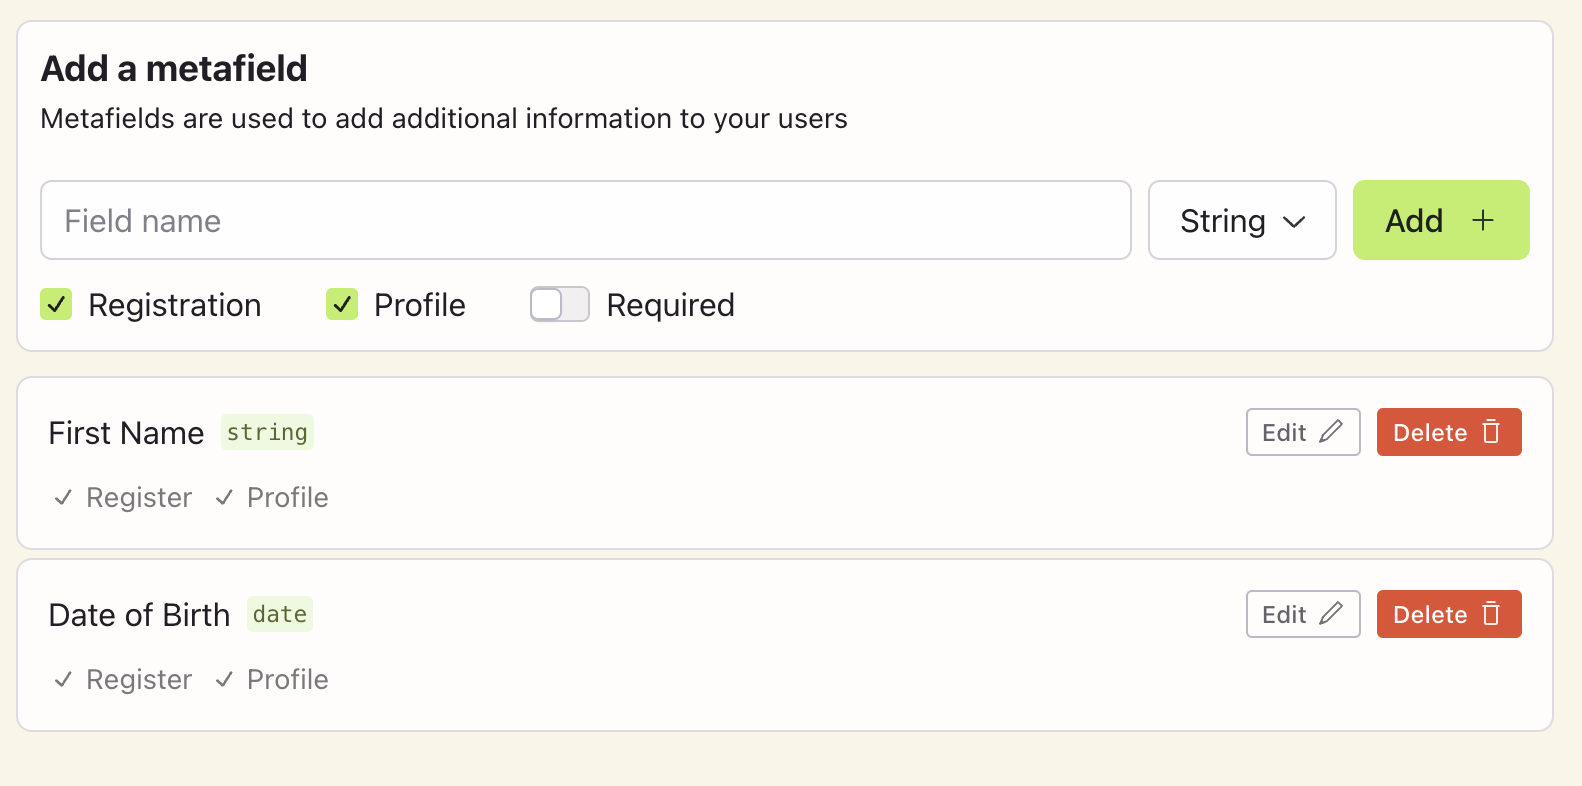 Add a metafield
Metafields are used to add additional information to your users
Field name
String
Add
Registration
Profile
Required
First Name string
Edit
Delete
Register Profile
Date of Birth date
Edit
Delete
Register Profile